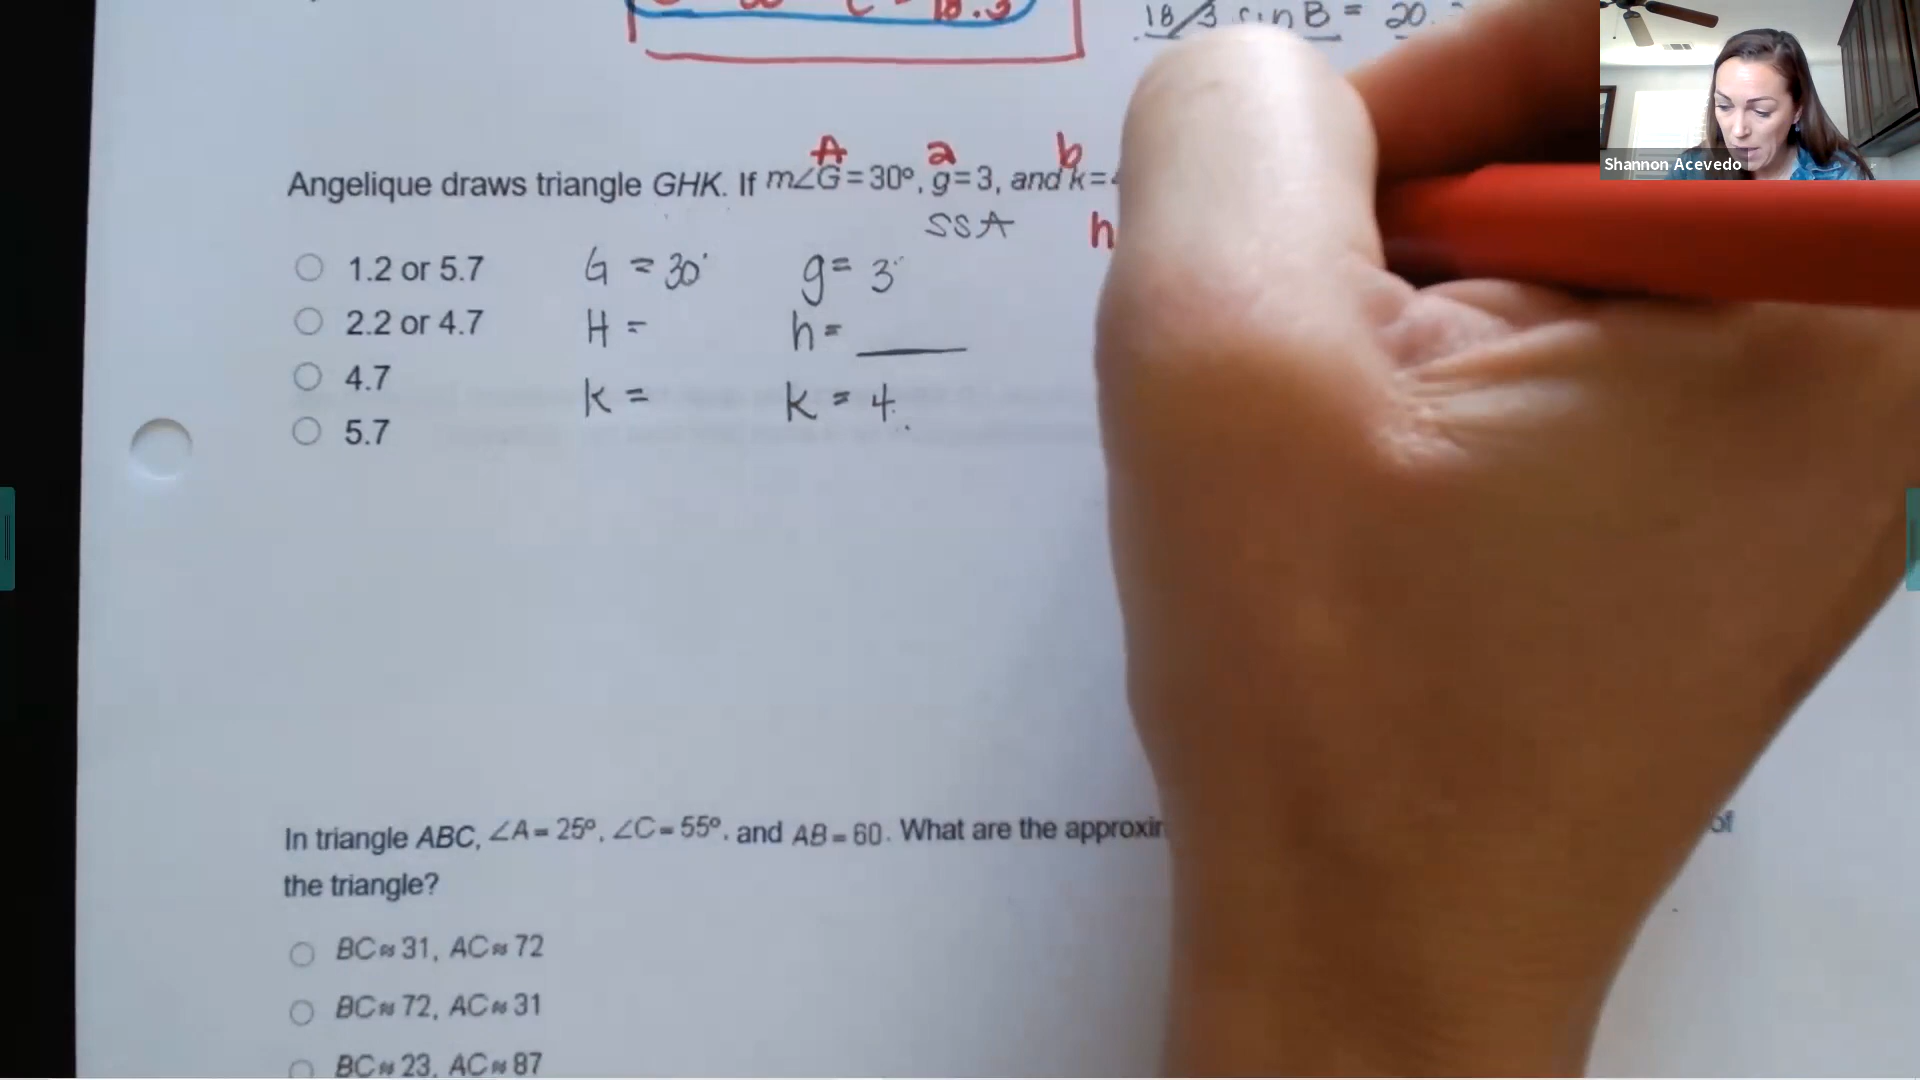 18.3 sin B = 20.
Shannon Acevedo
A a b
Angelique draws triangle GHK. If m∠G=30°, g=3, and k=
SSA h
1.2 or 5.7
2.2 or 4.7
4.7
5.7
G = 30° g = 3
H = h = ____
K = k = 4
In triangle ABC, ∠A=25°, ∠C=55°, and AB=60. What are the of
the triangle?
BC≈31, AC≈72
BC≈72, AC≈31
BC≈23, AC≈87